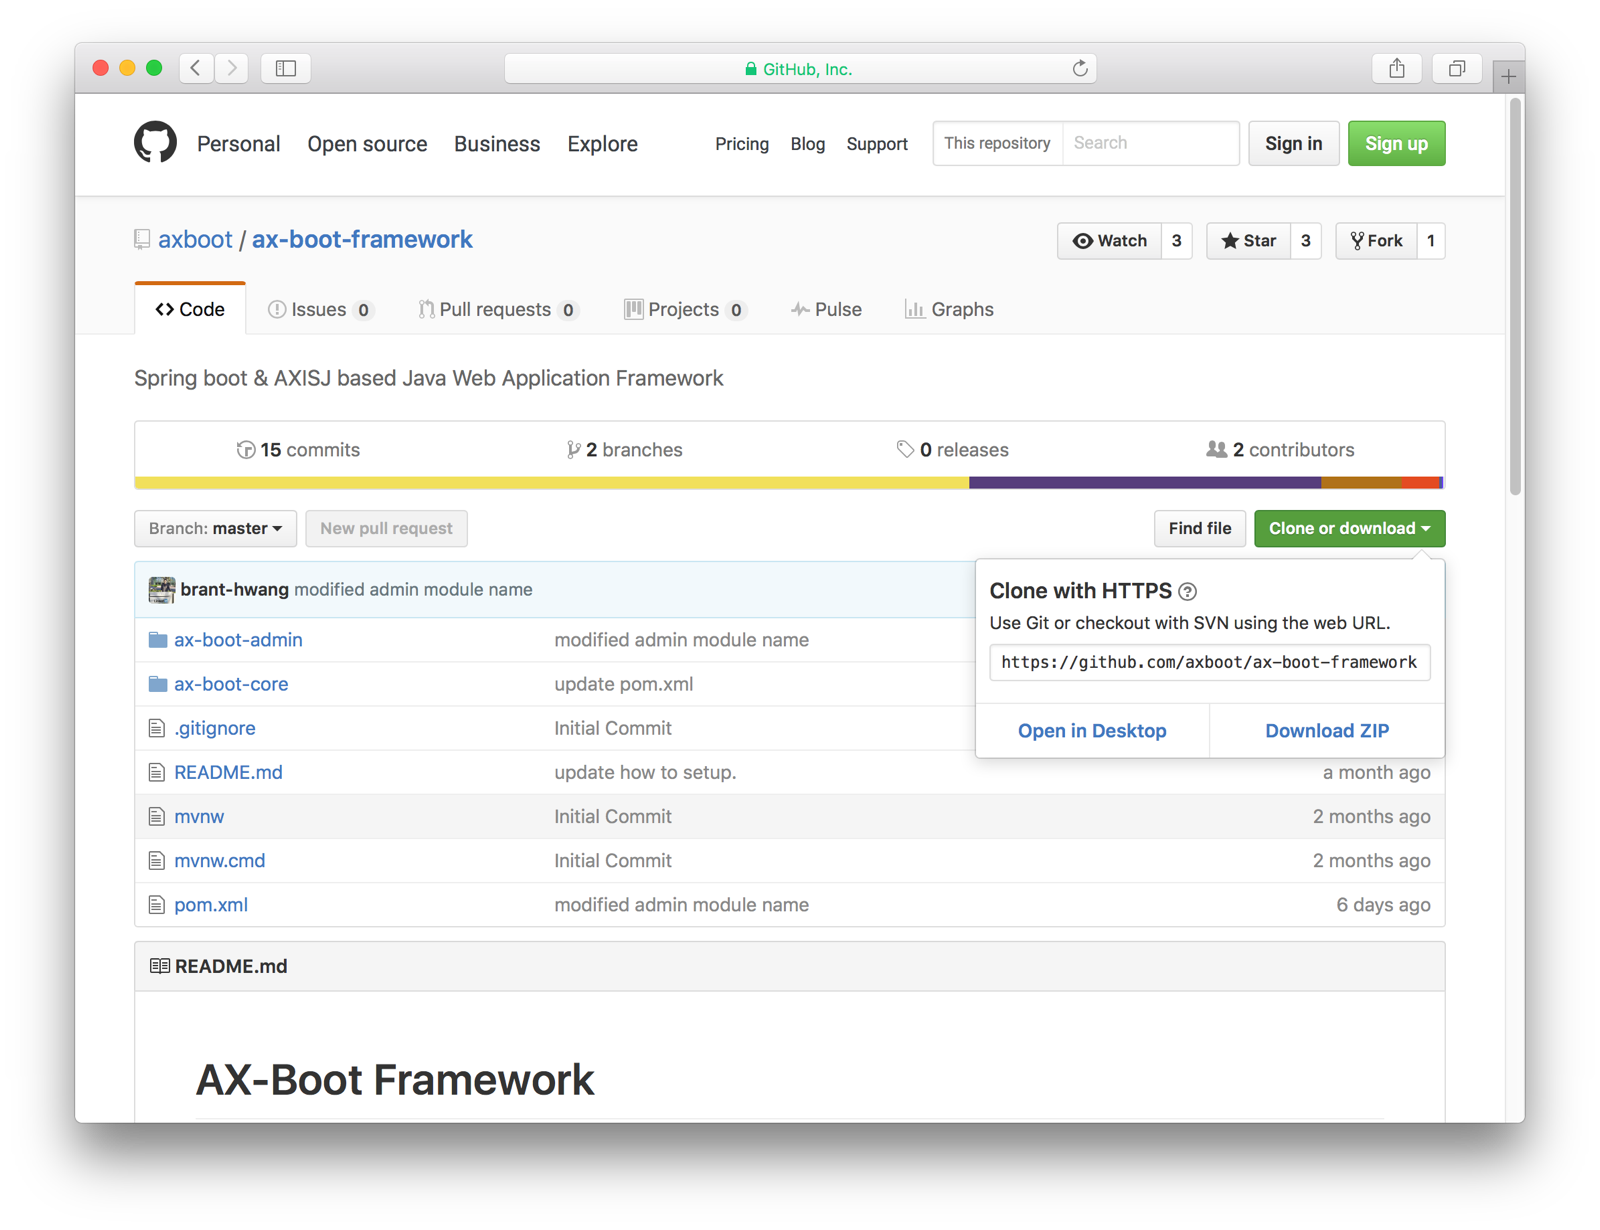 GitHub, Inc.
Personal Open source Business Explore Pricing Blog Support This repository Search Sign in Sign up
axboot / ax-boot-framework Watch 3 Star 3 Fork 1
Code Issues 0 Pull requests 0 Projects 0 Pulse Graphs
Spring boot & AXISJ based Java Web Application Framework
15 commits 2 branches 0 releases 2 contributors
Branch: master New pull request Find file Clone or download
brant-hwang modified admin module name
Clone with HTTPS ?
Use Git or checkout with SVN using the web URL.
https://github.com/axboot/ax-boot-framework
Open in Desktop Download ZIP
ax-boot-admin modified admin module name
ax-boot-core update pom.xml
.gitignore Initial Commit
README.md update how to setup. a month ago
mvnw Initial Commit 2 months ago
mvnw.cmd Initial Commit 2 months ago
pom.xml modified admin module name 6 days ago
README.md
AX-Boot Framework